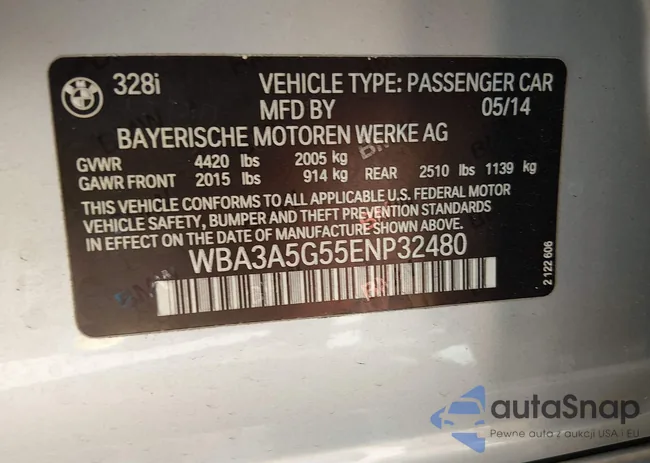 328i VEHICLE TYPE: PASSENGER CAR
MFD BY 05/14
BAYERISCHE MOTOREN WERKE AG
GVWR 4420 lbs 2005 kg
GAWR FRONT 2015 lbs 914 kg REAR 2510 lbs 1139 kg
THIS VEHICLE CONFORMS TO ALL APPLICABLE U.S. FEDERAL MOTOR
VEHICLE SAFETY, BUMPER AND THEFT PREVENTION STANDARDS
IN EFFECT ON THE DATE OF MANUFACTURE SHOWN ABOVE.
WBA3A5G55ENP32480
2 122 606
autoSnap
Pewne auta z aukcji USA i EU